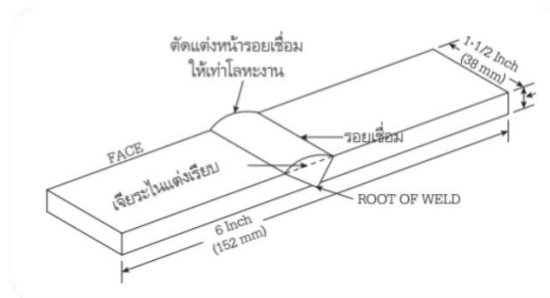 ตัดแต่งหน้ารอยเชื่อม
ให้เท่าโลหะงาน
1-1/2 Inch
(38 mm)
รอยเชื่อม
FACE
เจียระไนแต่งเรียบ
ROOT OF WELD
6 Inch
(152 mm)